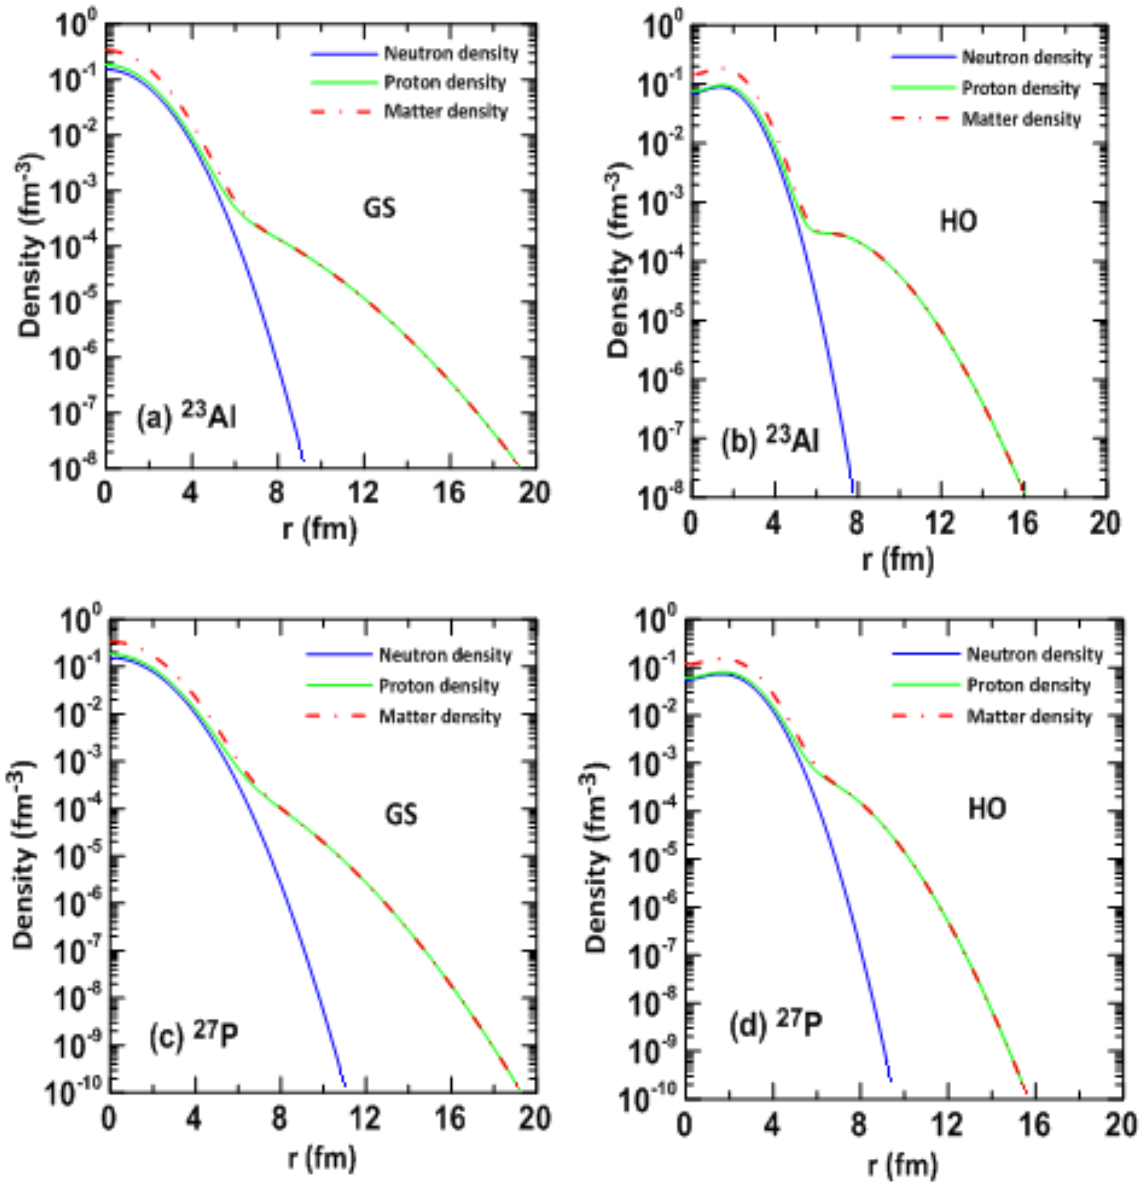 10^0
10^-1
10^-2
10^-3
10^-4
10^-5
10^-6
10^-7
10^-8
Density (fm^-3)
Neutron density
Proton density
Matter density
GS
(a) ^23Al
0 4 8 12 16 20
r (fm)
10^0
10^-1
10^-2
10^-3
10^-4
10^-5
10^-6
10^-7
10^-8
Density (fm^-3)
Neutron density
Proton density
Matter density
HO
(b) ^23Al
0 4 8 12 16 20
r (fm)
10^0
10^-1
10^-2
10^-3
10^-4
10^-5
10^-6
10^-7
10^-8
10^-9
10^-10
Density (fm^-3)
Neutron density
Proton density
Matter density
GS
(c) ^27P
0 4 8 12 16 20
r (fm)
10^0
10^-1
10^-2
10^-3
10^-4
10^-5
10^-6
10^-7
10^-8
10^-9
10^-10
Density (fm^-3)
Neutron density
Proton density
Matter density
HO
(d) ^27P
0 4 8 12 16 20
r (fm)